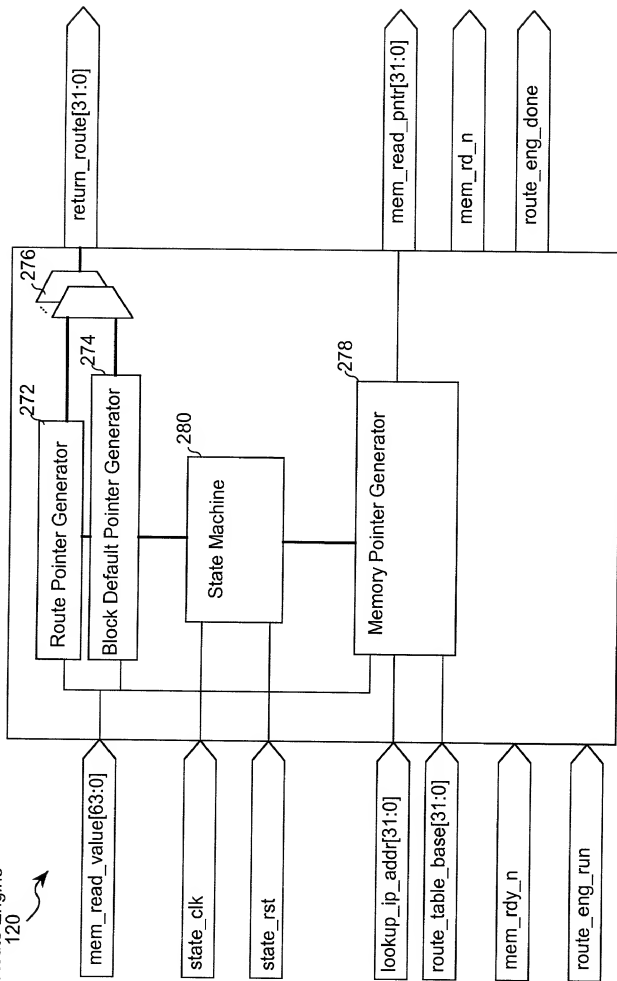 120
mem_read_value[63:0]
state_clk
state_rst
lookup_ip_addr[31:0]
route_table_base[31:0]
mem_rdy_n
route_eng_run
272
Route Pointer Generator
274
Block Default Pointer Generator
276
...
280
State Machine
278
Memory Pointer Generator
return_route[31:0]
mem_read_pntr[31:0]
mem_rd_n
route_eng_done